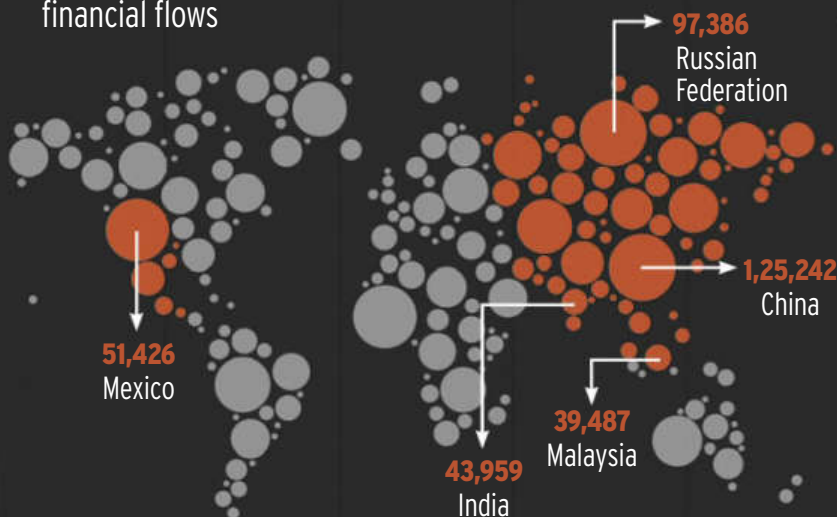 financial flows
97,386
Russian
Federation
1,25,242
China
51,426
Mexico
39,487
Malaysia
43,959
India